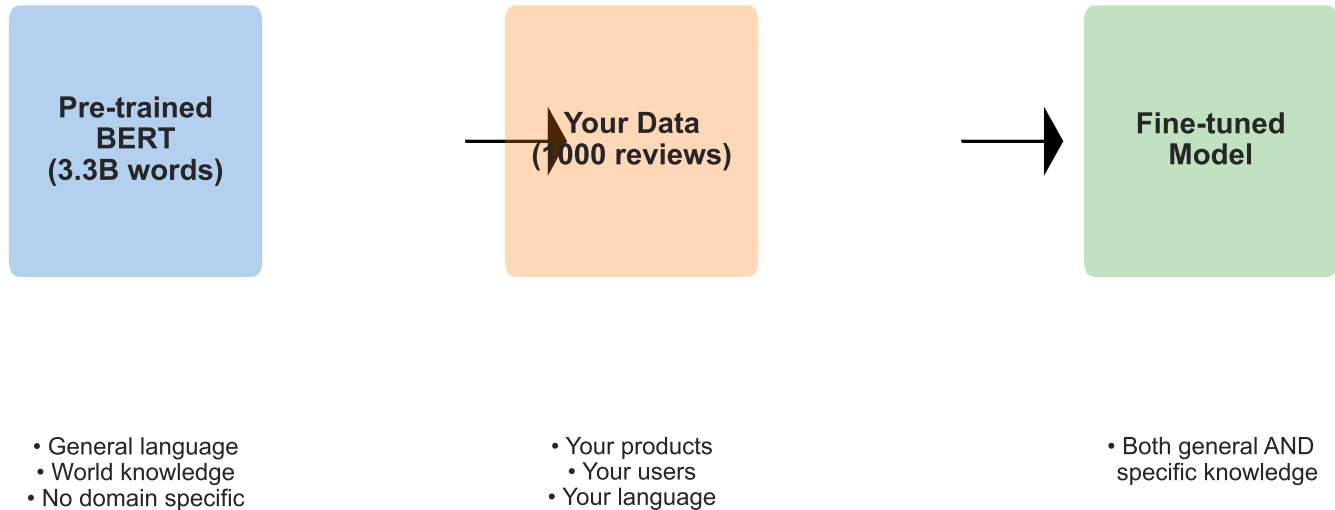 Pre-trained
BERT
(3.3B words)
Your Data
(1000 reviews)
Fine-tuned
Model
• General language
• World knowledge
• No domain specific
• Your products
• Your users
• Your language
• Both general AND
specific knowledge